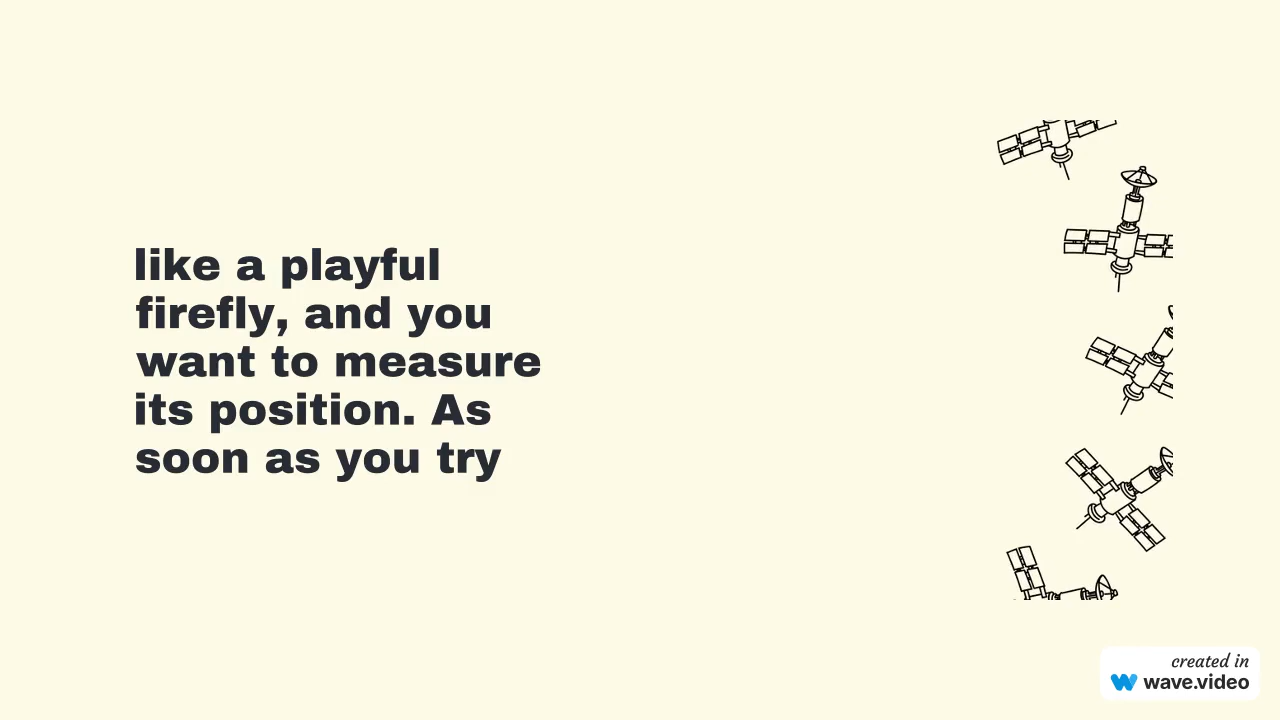 like a playful
firefly, and you
want to measure
its position. As
soon as you try
created in
wave.video